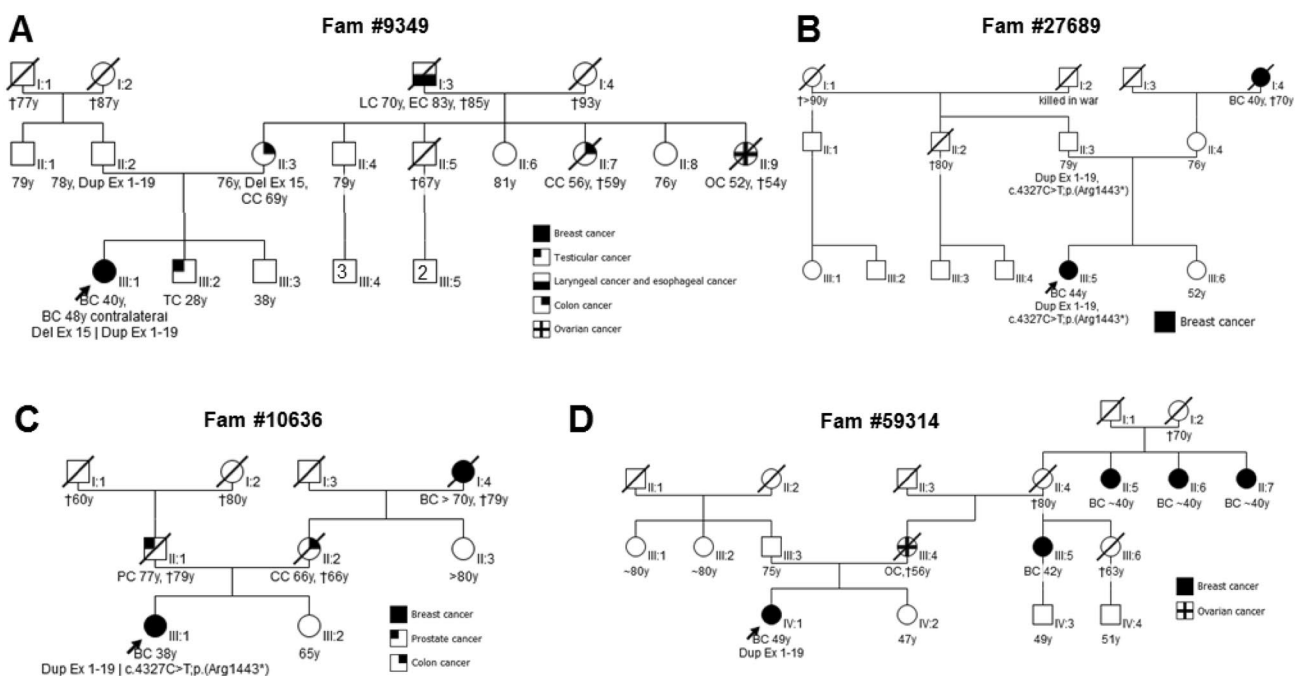 A
Fam #9349
I:1
†77y
I:2
†87y
I:3
LC 70y, EC 83y, †85y
I:4
†93y
II:1
79y
II:2
78y, Dup Ex 1-19
II:3
76y, Del Ex 15,
CC 69y
II:4
79y
II:5
†67y
II:6
81y
II:7
CC 56y, †59y
II:8
76y
II:9
OC 52y, †54y
III:1
BC 40y,
BC 48y contralateral
Del Ex 15 | Dup Ex 1-19
III:2
TC 28y
III:3
38y
3
III:4
2
III:5
Breast cancer
Testicular cancer
Laryngeal cancer and esophageal cancer
Colon cancer
Ovarian cancer
B
Fam #27689
I:1
†>90y
I:2
killed in war
I:3
I:4
BC 40y, †70y
II:1
II:2
†80y
II:3
79y
Dup Ex 1-19,
c.4327C>T;p.(Arg1443*)
II:4
76y
III:1
III:2
III:3
III:4
III:5
BC 44y
Dup Ex 1-19,
c.4327C>T;p.(Arg1443*)
III:6
52y
Breast cancer
C
Fam #10636
I:1
†60y
I:2
†80y
I:3
I:4
BC > 70y, †79y
II:1
PC 77y, †79y
II:2
CC 66y, †66y
II:3
>80y
III:1
BC 38y
Dup Ex 1-19 | c.4327C>T;p.(Arg1443*)
III:2
65y
Breast cancer
Prostate cancer
Colon cancer
D
Fam #59314
I:1
I:2
†70y
II:1
II:2
II:3
II:4
†80y
II:5
BC ~40y
II:6
BC ~40y
II:7
BC ~40y
III:1
~80y
III:2
~80y
III:3
75y
III:4
OC,†56y
III:5
BC 42y
III:6
†63y
IV:1
BC 49y
Dup Ex 1-19
IV:2
47y
IV:3
49y
IV:4
51y
Breast cancer
Ovarian cancer